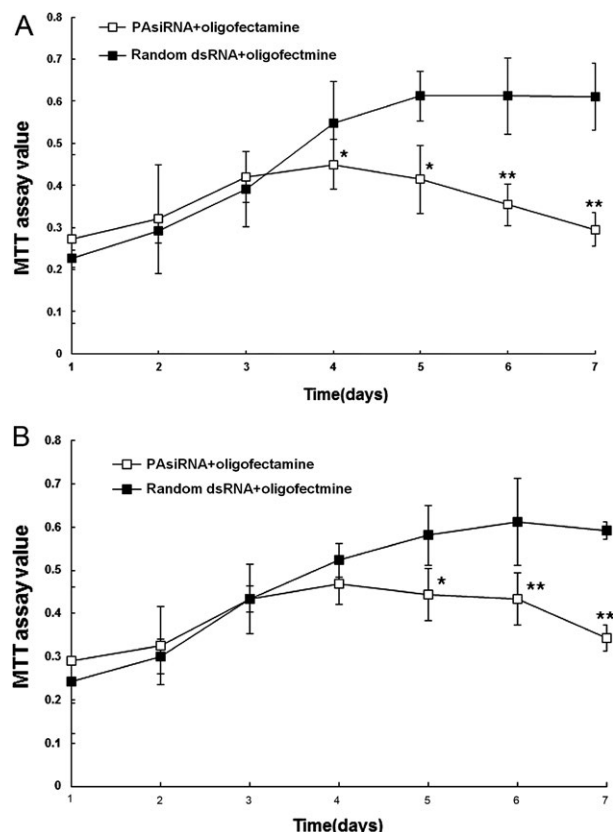 A
0.8
PAsiRNA+oligofectamine
0.7
Random dsRNA+oligofectmine
0.6
0.5
*
*
0.4
**
0.3
**
0.2
0.1
0
MTT assay value
1 2 3 4 5 6 7
Time(days)
B
0.8
PAsiRNA+oligofectamine
0.7
Random dsRNA+oligofectmine
0.6
0.5
*
**
0.4
**
0.3
0.2
0.1
0
MTT assay value
1 2 3 4 5 6 7
Time(days)